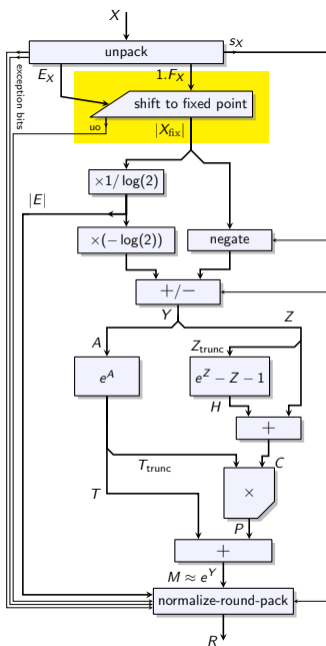 X
unpack
s_X
E_X
1.F_X
exception bits
shift to fixed point
uo
|X_fix|
×1/ log(2)
|E|
×(− log(2))
negate
+/−
Y
Z
A
Z_trunc
e^A
e^Z − Z − 1
H
+
T_trunc
C
×
T
P
+
M ≈ e^Y
normalize-round-pack
R